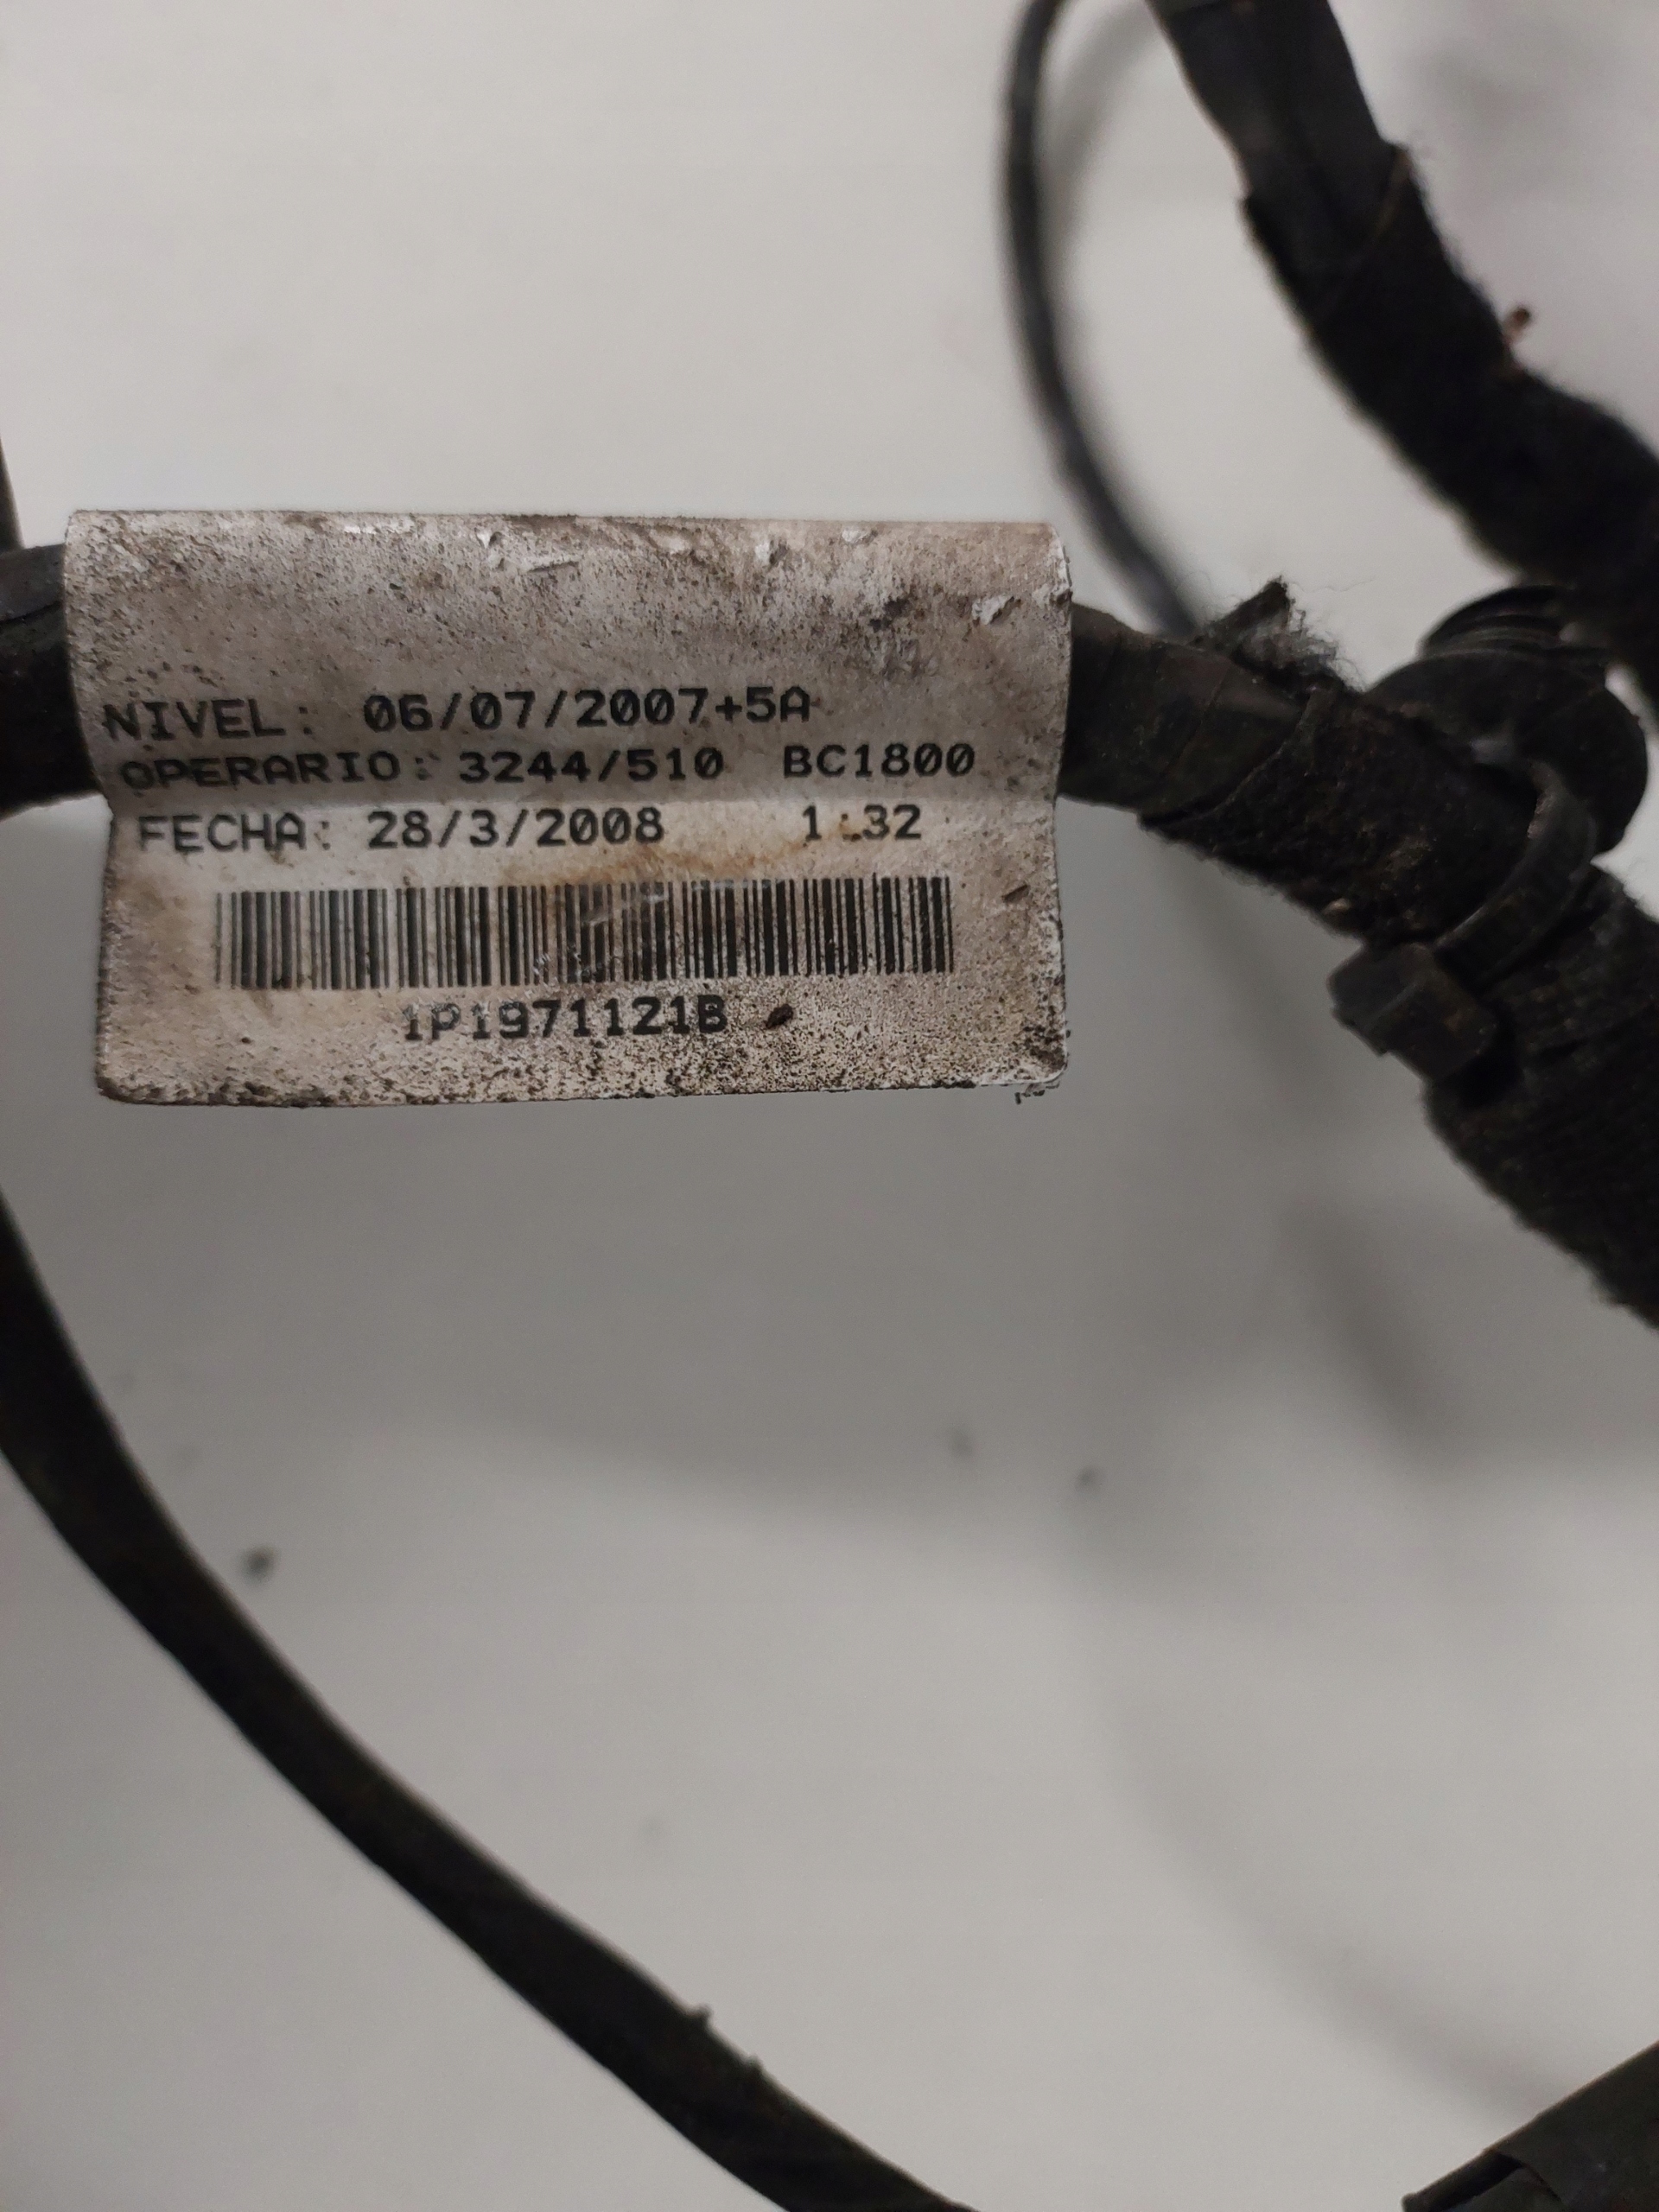 NIVEL: 06/07/2007+5A
OPERARIO: 3244/510 BC1800
FECHA: 28/3/2008 1:32
1P1971121B